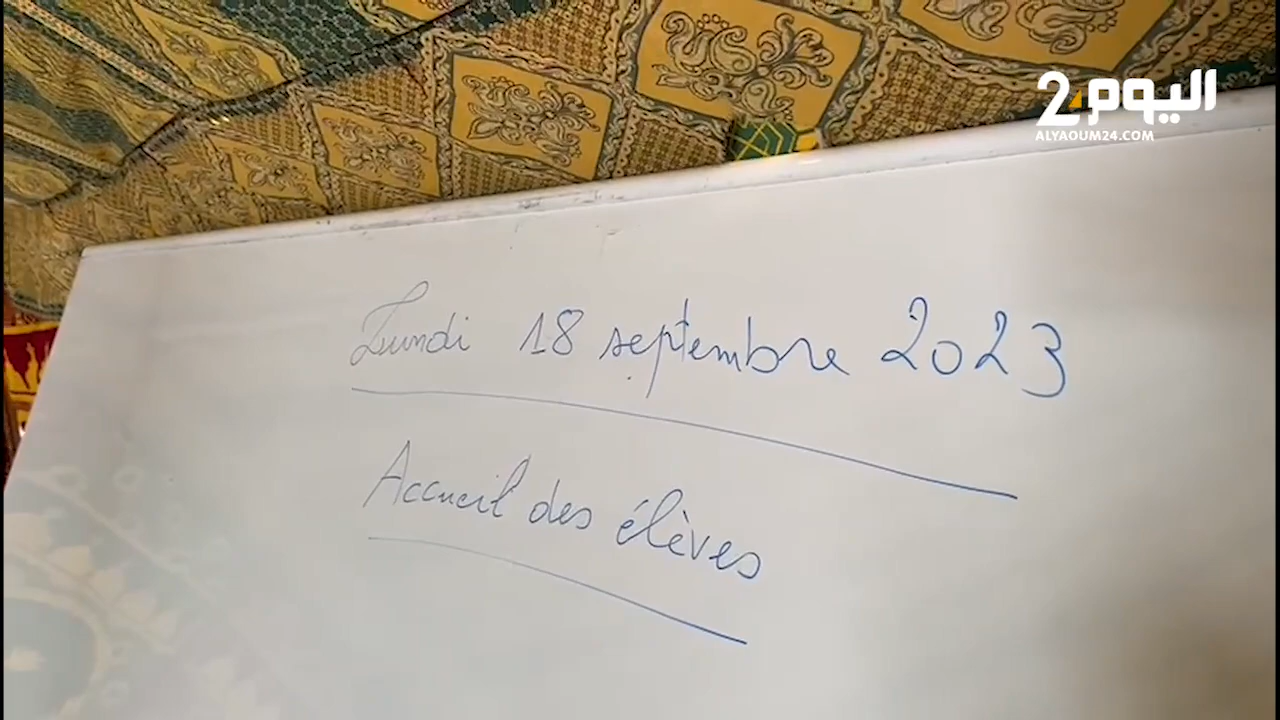 اليوم 24
ALYAOUM24.COM
Lundi 18 septembre 2023
Accueil des élèves